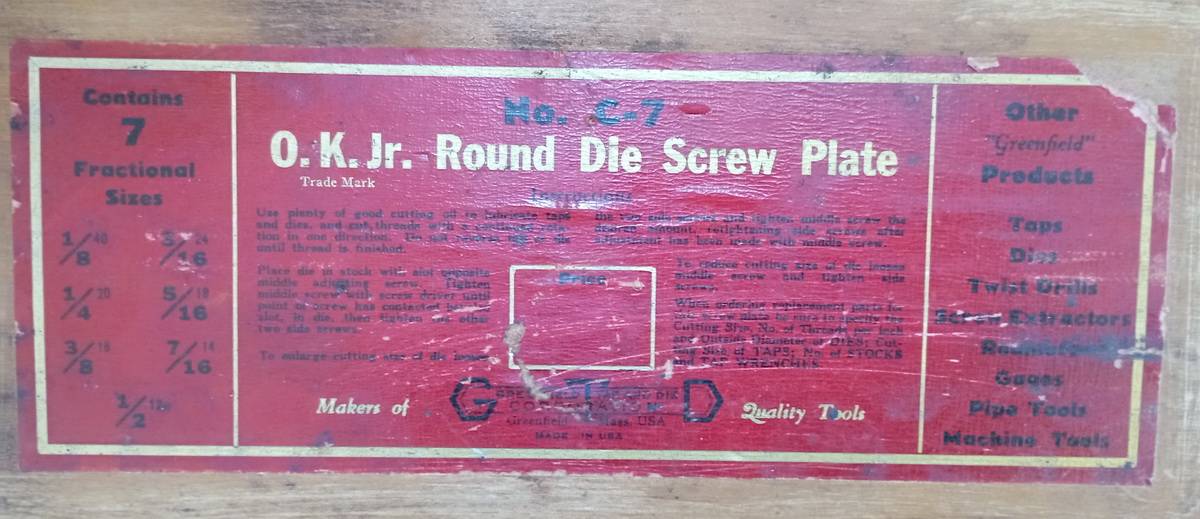 Contains
7
Fractional
Sizes
1/8 40
3/16 24
1/4 20
5/16 18
3/8 16
7/16 14
1/2
No. C-7
O.K. Jr. Round Die Screw Plate
Trade Mark
Instructions
Use plenty of good cutting oil to lubricate taps
and dies, and cut threads with a continued
tion in one direction. Do not
until thread is finished.
Place die in stock with slot opposite
middle adjusting screw. Tighten
middle screw with screw driver until
point of screw has contacted
slot, in die, then tighten the other
two side screws.
To enlarge cutting size of die loosen
the two side screws and tighten middle screw the
desired amount, retightening side screws after
adjustment has been made with middle screw.
To reduce cutting size of die loosen
middle screw and tighten side
screws.
When ordering replacement parts for
this screw plate be sure to specify the
Cutting Size, No. of Threads per inch
and Outside Diameter of DIES; Cut-
ting Size of TAPS; No. of STOCKS
and TAP WRENCHES.
Price
Makers of
G T D
GREENFIELD TAP AND DIE
CORPORATION
Greenfield, Mass. USA
MADE IN USA
Quality Tools
Other
"Greenfield"
Products
Taps
Dies
Twist Drills
Screw Extractors
Gages
Pipe Tools
Machine Tools